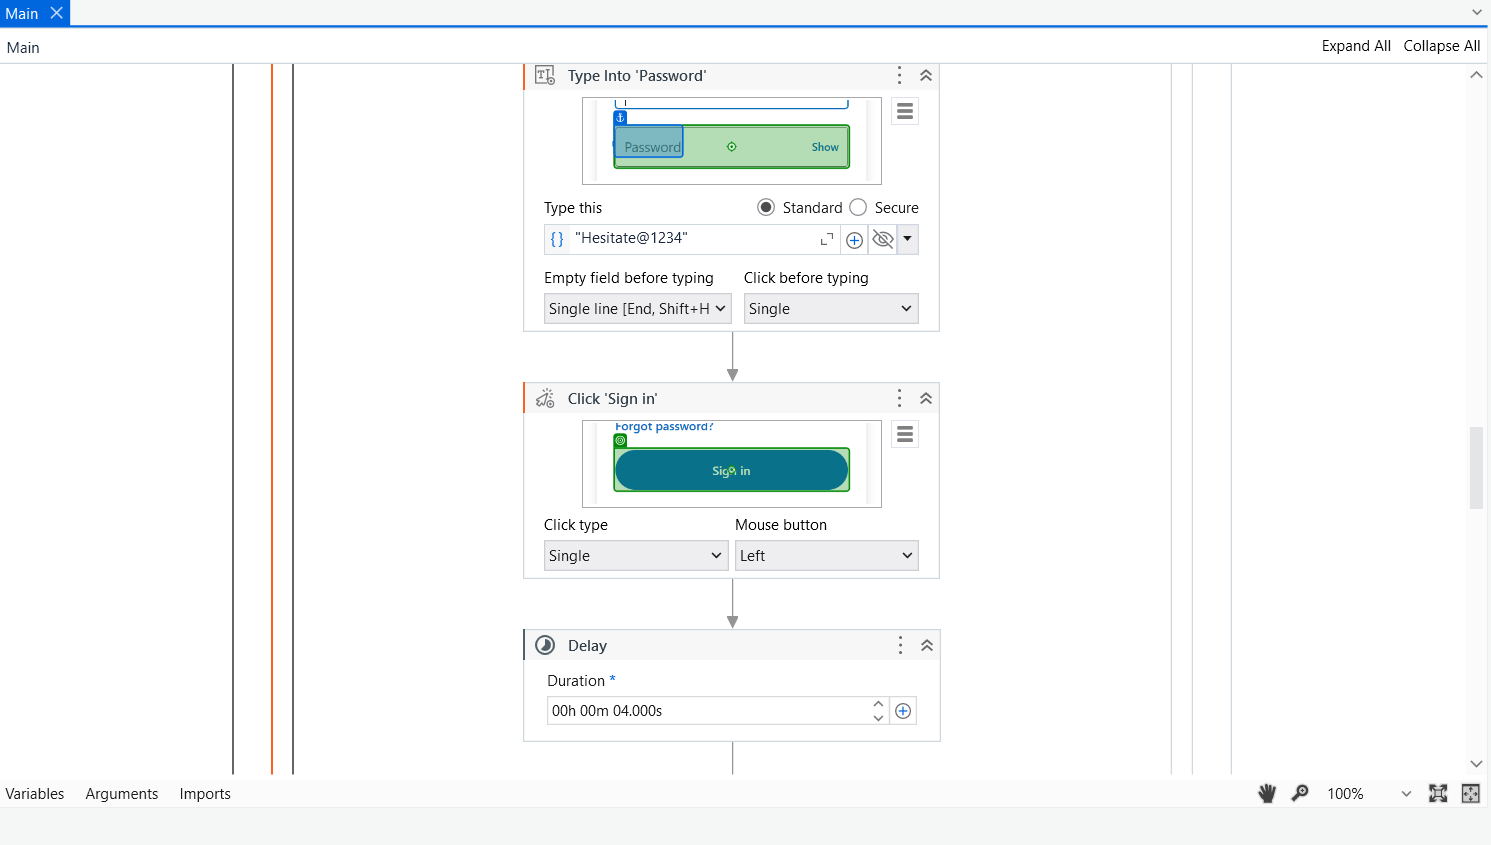 Main
Main
Expand All Collapse All
Type Into 'Password'
Password
Show
Type this
Standard Secure
{} "Hesitate@1234"
Empty field before typing Click before typing
Single line [End, Shift+H Single
Click 'Sign in'
Forgot password?
Sign in
Click type Mouse button
Single Left
Delay
Duration *
00h 00m 04.000s
Variables Arguments Imports
100%